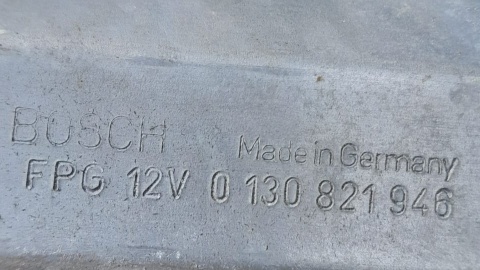 BOSCH Made in Germany
FPG 12V 0 130 821 946